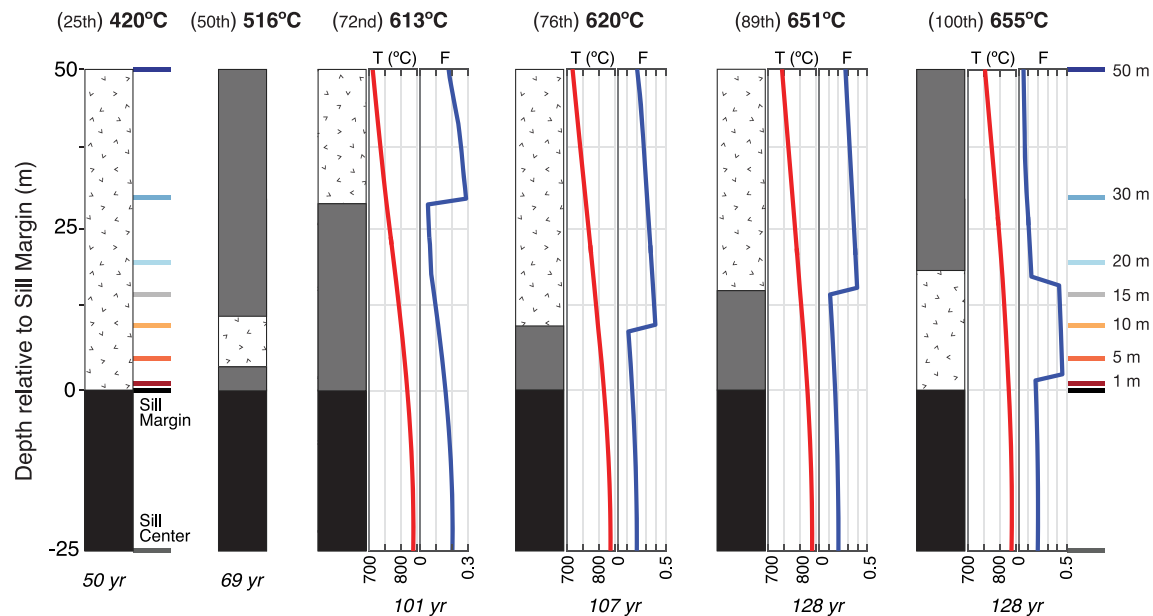 (25th) 420ºC
(50th) 516ºC
(72nd) 613ºC
(76th) 620ºC
(89th) 651ºC
(100th) 655ºC
T (ºC) F
T (ºC) F
T (ºC) F
T (ºC) F
Depth relative to Sill Margin (m)
50
25
0
-25
Sill
Margin
Sill
Center
50 m
30 m
20 m
15 m
10 m
5 m
1 m
700 800 0 0.3
700 800 0 0.5
700 800 0 0.5
700 800 0 0.5
50 yr
69 yr
101 yr
107 yr
128 yr
128 yr